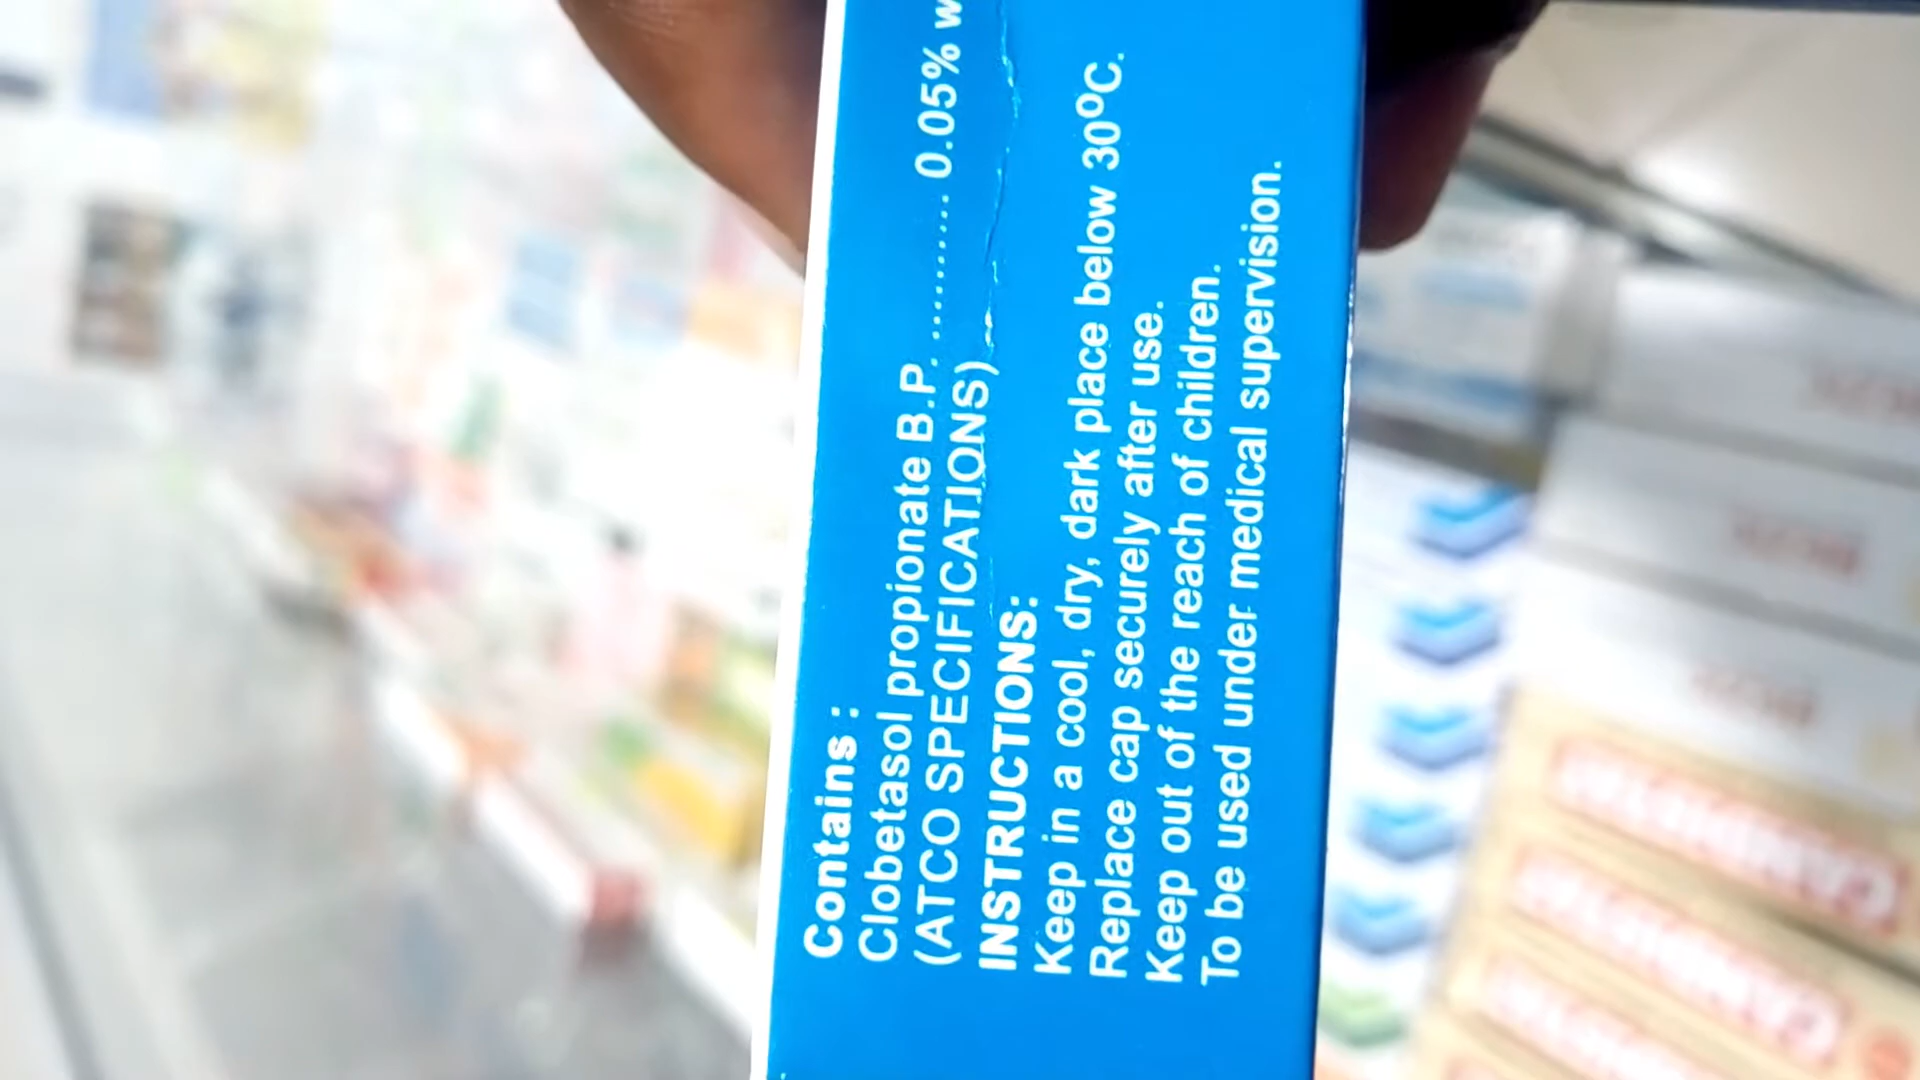 Contains :
Clobetasol propionate B.P. ............ 0.05% w
(ATCO SPECIFICATIONS)
INSTRUCTIONS:
Keep in a cool, dry, dark place below 30ºC.
Replace cap securely after use.
Keep out of the reach of children.
To be used under medical supervision.